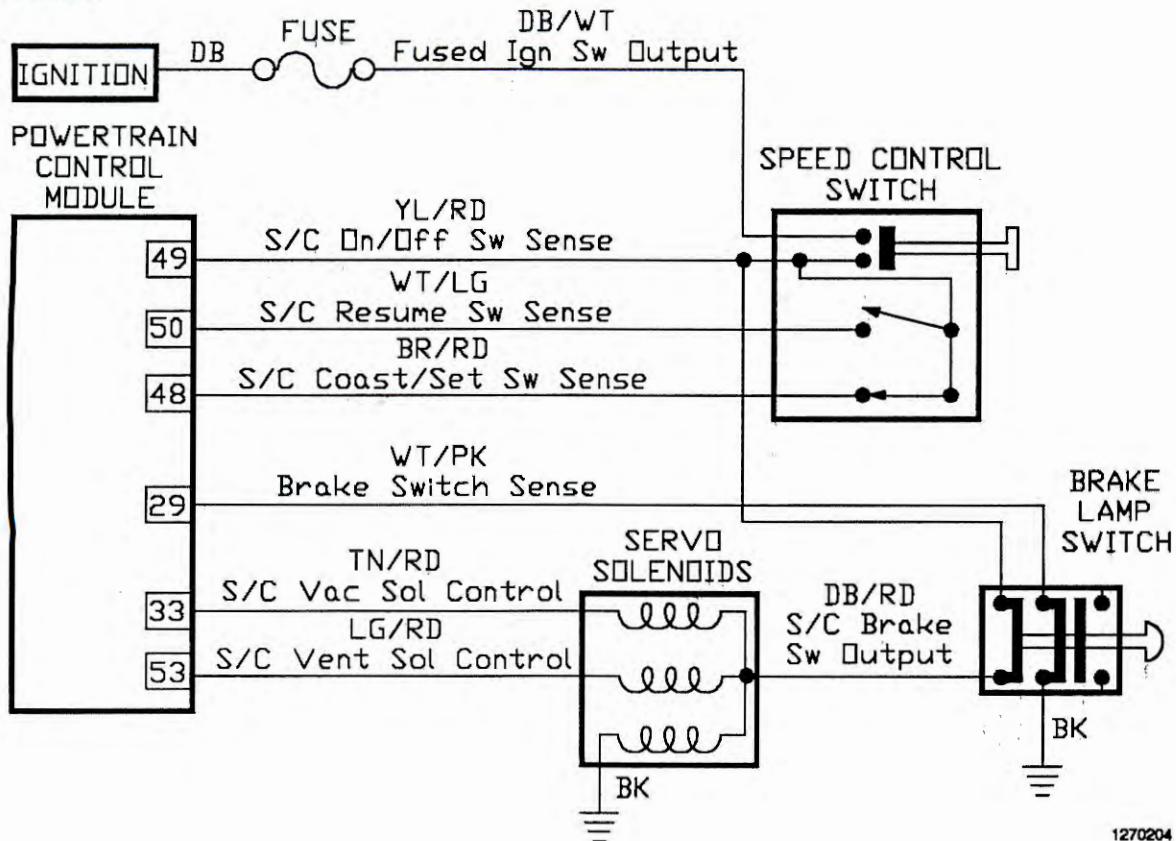 FUSE
DB/WT
DB
Fused Ign Sw Output
IGNITION
POWERTRAIN
CONTROL
MODULE
SPEED CONTROL
SWITCH
YL/RD
S/C On/Off Sw Sense
49
WT/LG
S/C Resume Sw Sense
50
BR/RD
S/C Coast/Set Sw Sense
48
WT/PK
Brake Switch Sense
29
BRAKE
LAMP
SWITCH
SERVO
SOLENOIDS
TN/RD
S/C Vac Sol Control
33
DB/RD
S/C Brake
Sw Output
LG/RD
S/C Vent Sol Control
53
BK
BK
1270204